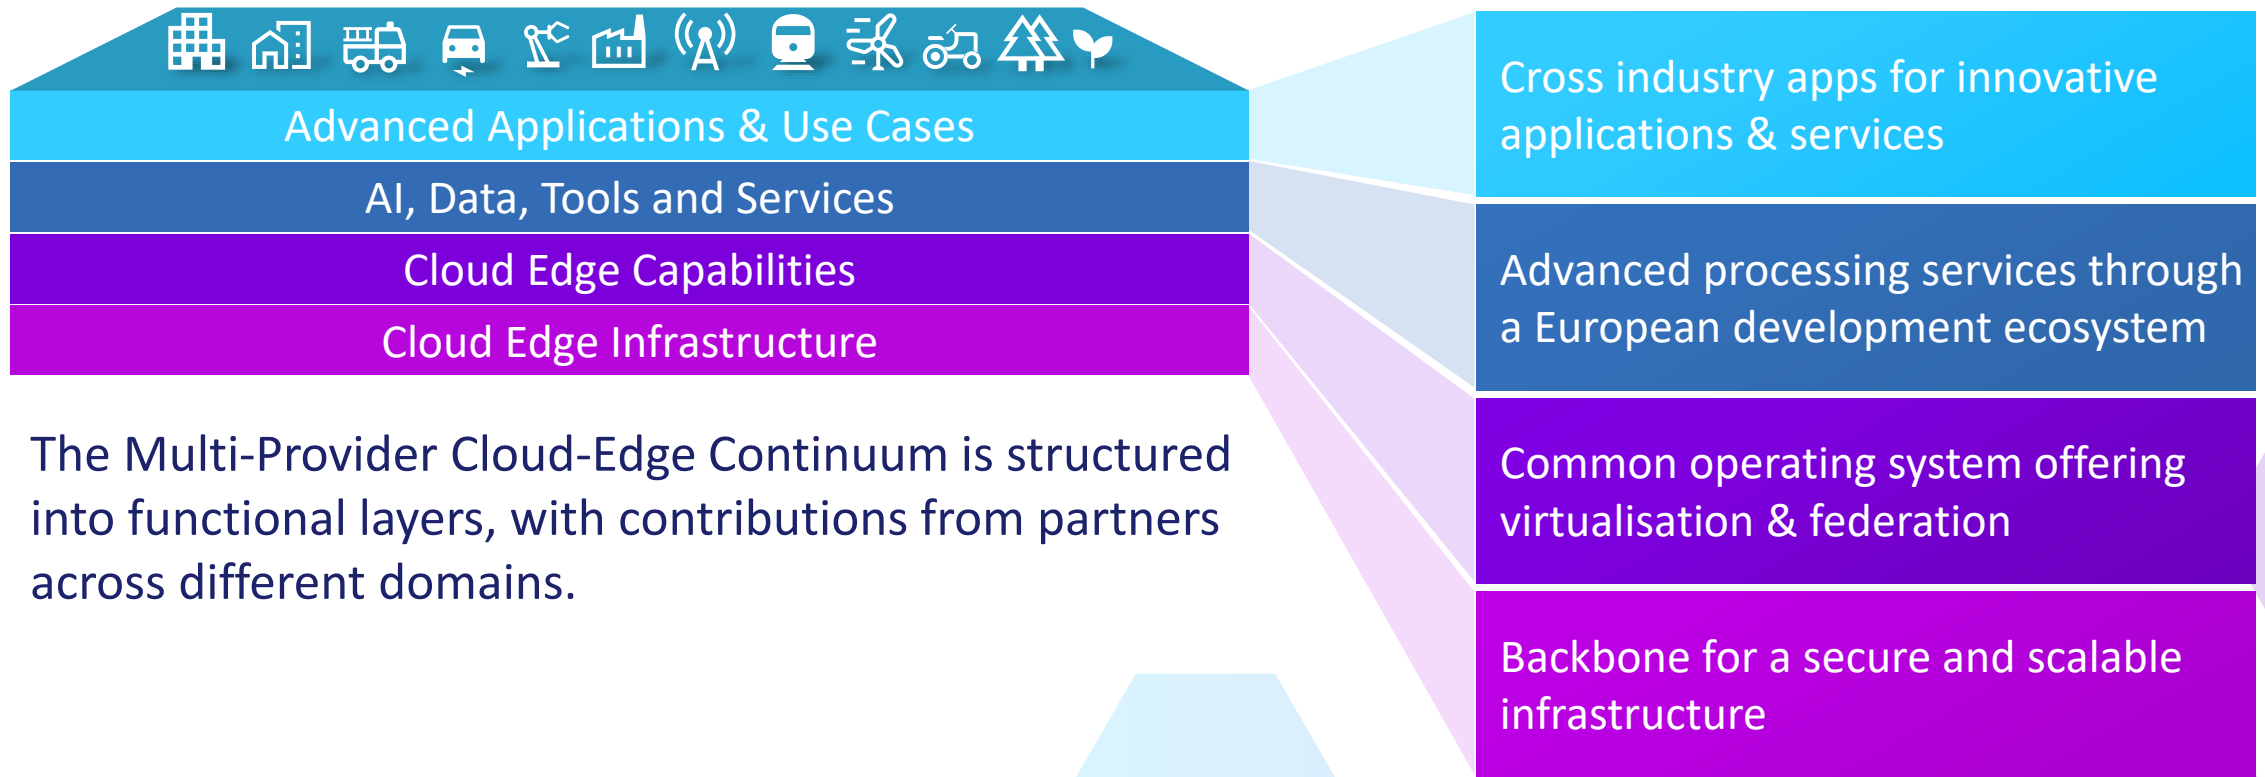 Advanced Applications & Use Cases
AI, Data, Tools and Services
Cloud Edge Capabilities
Cloud Edge Infrastructure
The Multi-Provider Cloud-Edge Continuum is structured
into functional layers, with contributions from partners
across different domains.
Cross industry apps for innovative
applications & services
Advanced processing services through
a European development ecosystem
Common operating system offering
virtualisation & federation
Backbone for a secure and scalable
infrastructure